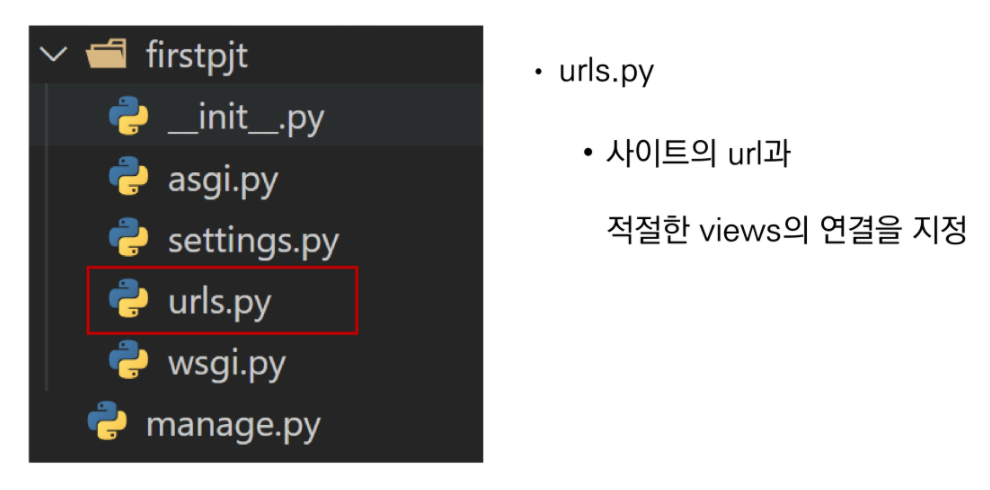 firstpjt
__init__.py
asgi.py
settings.py
urls.py
wsgi.py
manage.py
• urls.py
• 사이트의 url과
적절한 views의 연결을 지정